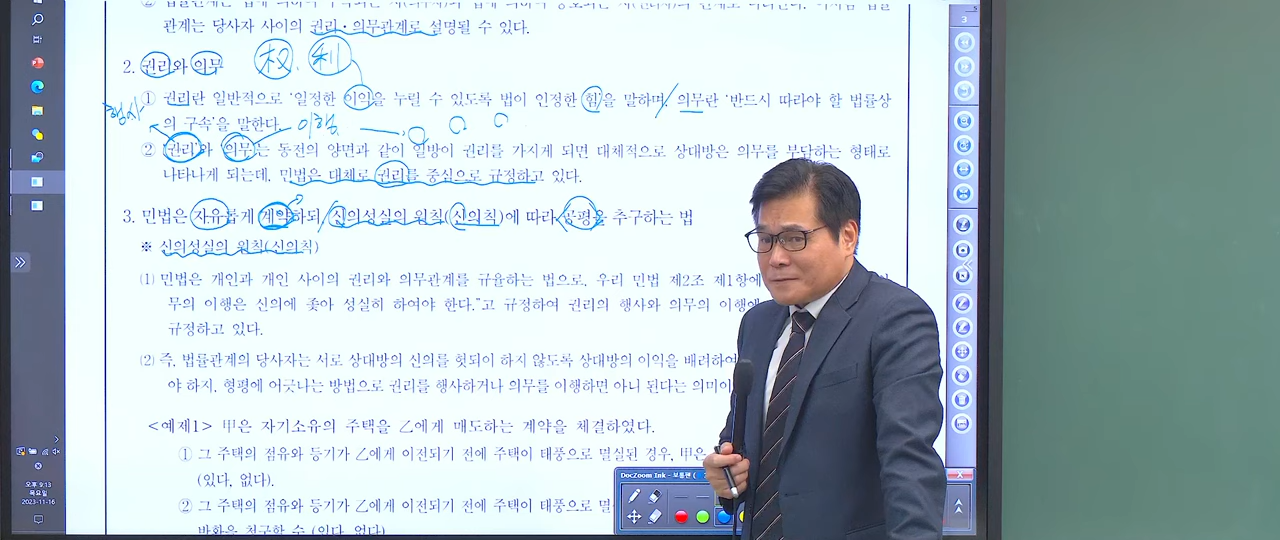 관계는 당사자 사이의 권리·의무관계로 설명될 수 있다.
2. 권리와 의무 权, 利
① 권리란 일반적으로 '일정한 이익을 누릴 수 있도록 법이 인정한 힘'을 말하며, 의무란 '반드시 따라야 할 법률상
의 구속'을 말한다.
행사
이행
② '권리'와 '의무'는 동전의 양면과 같이 일방이 권리를 가시게 되면 대체적으로 상대방은 의무를 부담하는 형태로
나타나게 되는데, 민법은 대체로 권리를 중심으로 규정하고 있다.
3. 민법은 자유롭게 계약하되, 신의성실의 원칙(신의칙)에 따라 공평을 추구하는 법
※ 신의성실의 원칙(신의칙)
⑴ 민법은 개인과 개인 사이의 권리와 의무관계를 규율하는 법으로, 우리 민법 제2조 제1항에
무의 이행은 신의에 좇아 성실히 하여야 한다."고 규정하여 권리의 행사와 의무의 이행에
규정하고 있다.
⑵ 즉, 법률관계의 당사자는 서로 상대방의 신의를 헛되이 하지 않도록 상대방의 이익을 배려하여
야 하지, 형평에 어긋나는 방법으로 권리를 행사하거나 의무를 이행하면 아니 된다는 의미이
<예제1> 甲은 자기소유의 주택을 乙에게 매도하는 계약을 체결하였다.
① 그 주택의 점유와 등기가 乙에게 이전되기 전에 주택이 태풍으로 멸실된 경우, 甲은
(있다, 없다).
② 그 주택의 점유와 등기가 乙에게 이전되기 전에 주택이 태풍으로 멸
반환을 청구할 수 (있다, 없다)
DocZoom Ink - 보통펜 (
3
오후 9:13
목요일
2023-11-16